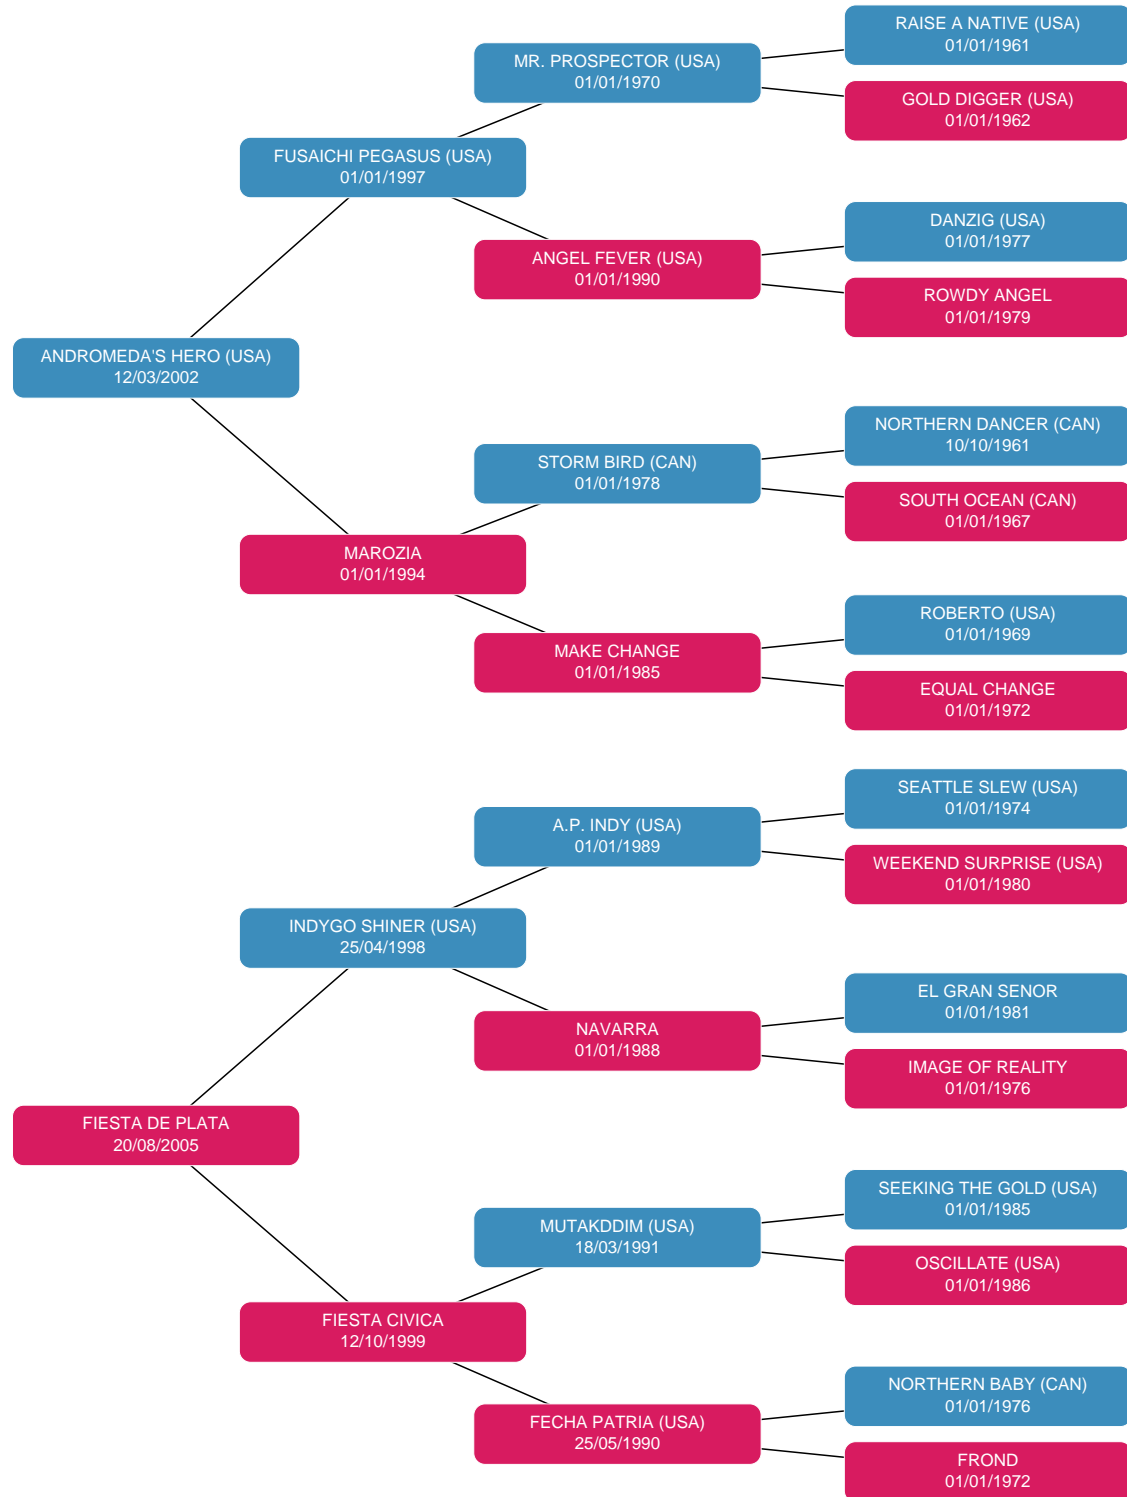 RAISE A NATIVE (USA)
01/01/1961
MR. PROSPECTOR (USA)
01/01/1970
GOLD DIGGER (USA)
01/01/1962
FUSAICHI PEGASUS (USA)
01/01/1997
DANZIG (USA)
01/01/1977
ANGEL FEVER (USA)
01/01/1990
ROWDY ANGEL
01/01/1979
ANDROMEDA'S HERO (USA)
12/03/2002
NORTHERN DANCER (CAN)
10/10/1961
STORM BIRD (CAN)
01/01/1978
SOUTH OCEAN (CAN)
01/01/1967
MAROZIA
01/01/1994
ROBERTO (USA)
01/01/1969
MAKE CHANGE
01/01/1985
EQUAL CHANGE
01/01/1972
SEATTLE SLEW (USA)
01/01/1974
A.P. INDY (USA)
01/01/1989
WEEKEND SURPRISE (USA)
01/01/1980
INDYGO SHINER (USA)
25/04/1998
EL GRAN SENOR
01/01/1981
NAVARRA
01/01/1988
IMAGE OF REALITY
01/01/1976
FIESTA DE PLATA
20/08/2005
SEEKING THE GOLD (USA)
01/01/1985
MUTAKDDIM (USA)
18/03/1991
OSCILLATE (USA)
01/01/1986
FIESTA CIVICA
12/10/1999
NORTHERN BABY (CAN)
01/01/1976
FECHA PATRIA (USA)
25/05/1990
FROND
01/01/1972